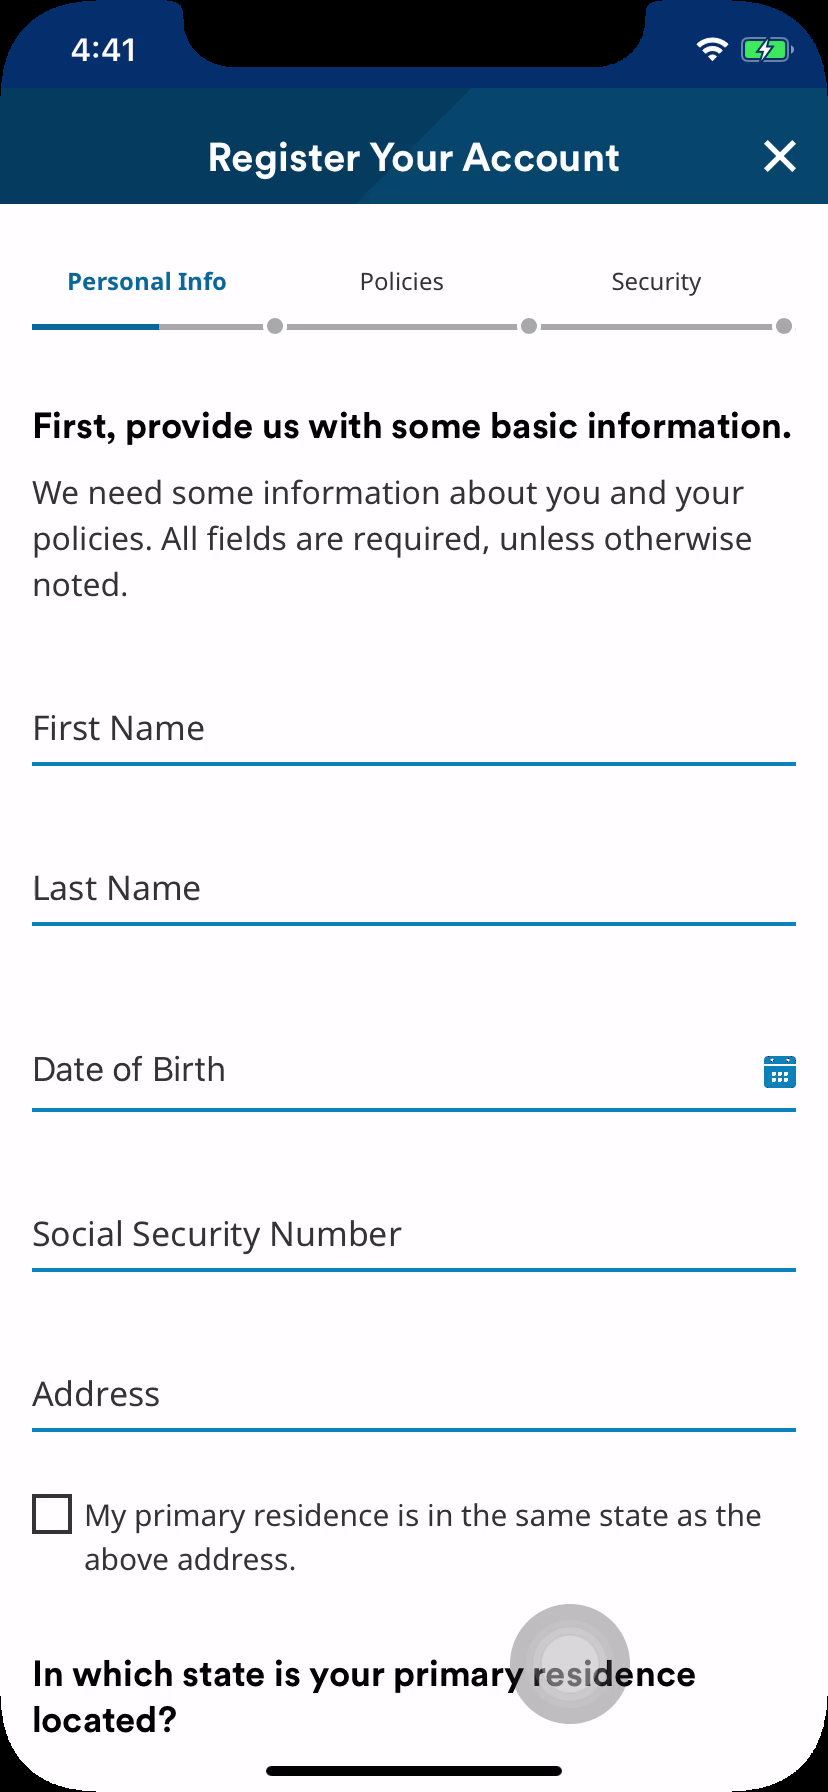 4:41
Register Your Account
Personal Info
Policies
Security
First, provide us with some basic information.
We need some information about you and your
policies. All fields are required, unless otherwise
noted.
First Name
Last Name
Date of Birth
Social Security Number
Address
My primary residence is in the same state as the
above address.
In which state is your primary residence
located?